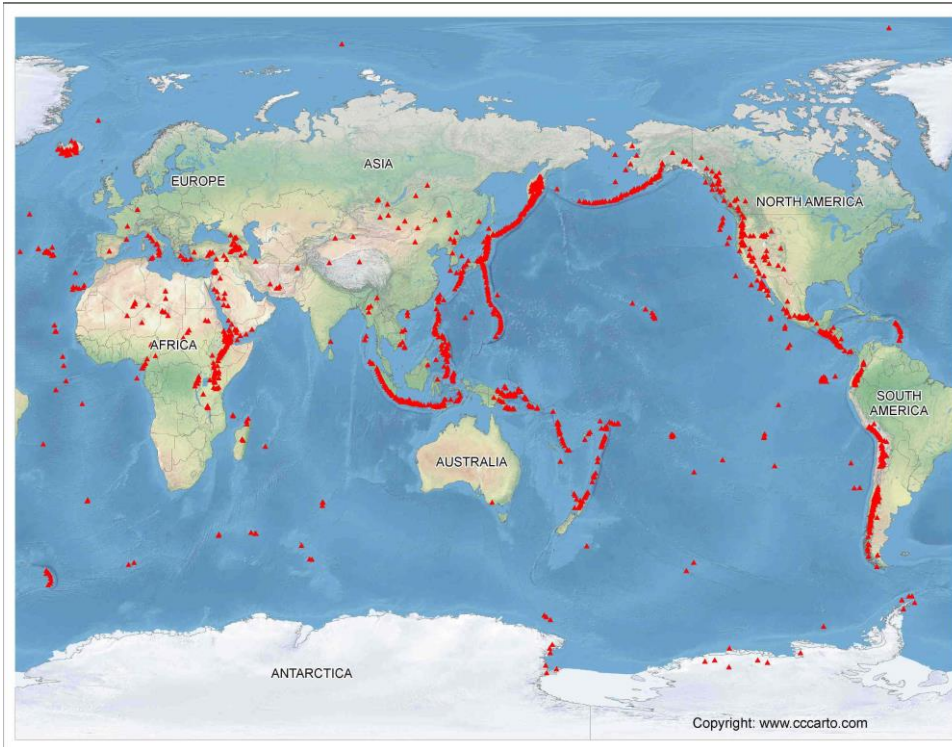 ASIA
EUROPE
NORTH AMERICA
AFRICA
SOUTH
AMERICA
AUSTRALIA
ANTARCTICA
Copyright: www.cccarto.com